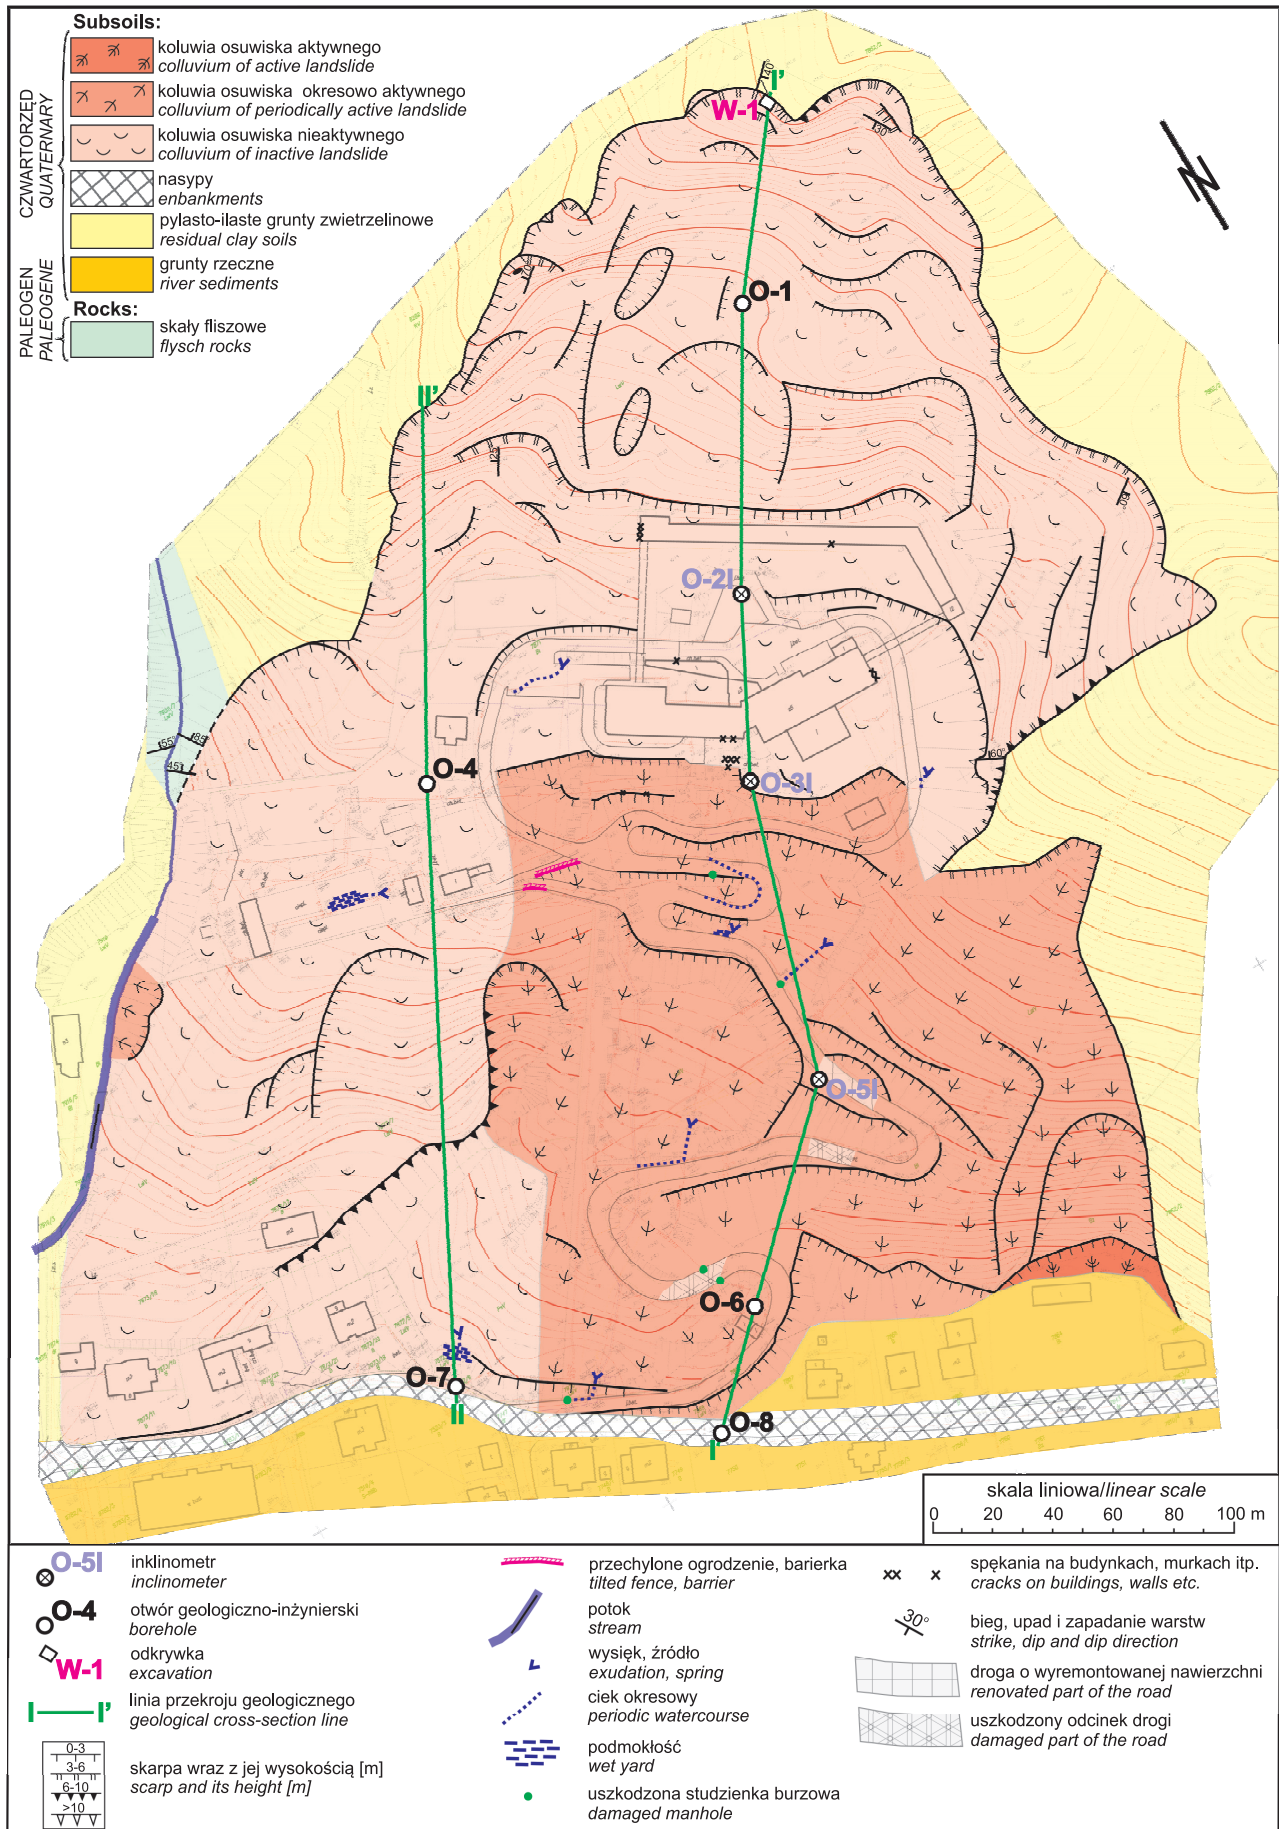 Subsoils:
koluwia osuwiska aktywnego
colluvium of active landslide
koluwia osuwiska okresowo aktywnego
colluvium of periodically active landslide
koluwia osuwiska nieaktywnego
colluvium of inactive landslide
nasypy
enbankments
pylasto-ilaste grunty zwietrzelinowe
residual clay soils
grunty rzeczne
river sediments
CZWARTORZĘD
QUATERNARY
Rocks:
skały fliszowe
flysch rocks
PALEOGEN
PALEOGENE
40°
I'
W-1
30°
O-1
II'
25°
60°
O-2I
O-4
O-3I
60°
55°
85°
45°
O-5I
O-6
O-7
II
O-8
I
skala liniowa/linear scale
0 20 40 60 80 100 m
O-5I
inklinometr
inclinometer
O-4
otwór geologiczno-inżynierski
borehole
W-1
odkrywka
excavation
I I'
linia przekroju geologicznego
geological cross-section line
0-3
3-6
6-10
>10
skarpa wraz z jej wysokością [m]
scarp and its height [m]
przechylone ogrodzenie, barierka
tilted fence, barrier
potok
stream
wysięk, źródło
exudation, spring
ciek okresowy
periodic watercourse
podmokłość
wet yard
uszkodzona studzienka burzowa
damaged manhole
spękania na budynkach, murkach itp.
cracks on buildings, walls etc.
30°
bieg, upad i zapadanie warstw
strike, dip and dip direction
droga o wyremontowanej nawierzchni
renovated part of the road
uszkodzony odcinek drogi
damaged part of the road